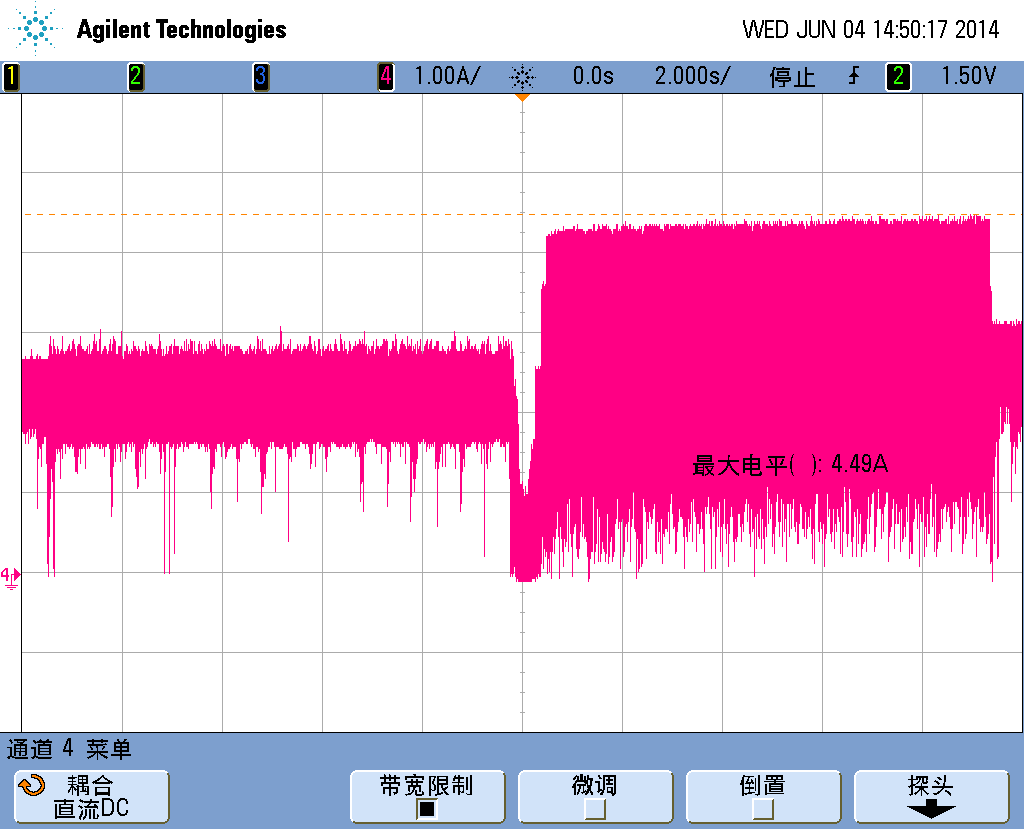 Agilent Technologies WED JUN 04 14:50:17 2014
1 2 3 4 1.00A/ 0.0s 2.000s/ 停止 2 1.50V
最大电平( ): 4.49A
4
通道 4 菜单
耦合 带宽限制 微调 倒置 探头
直流DC